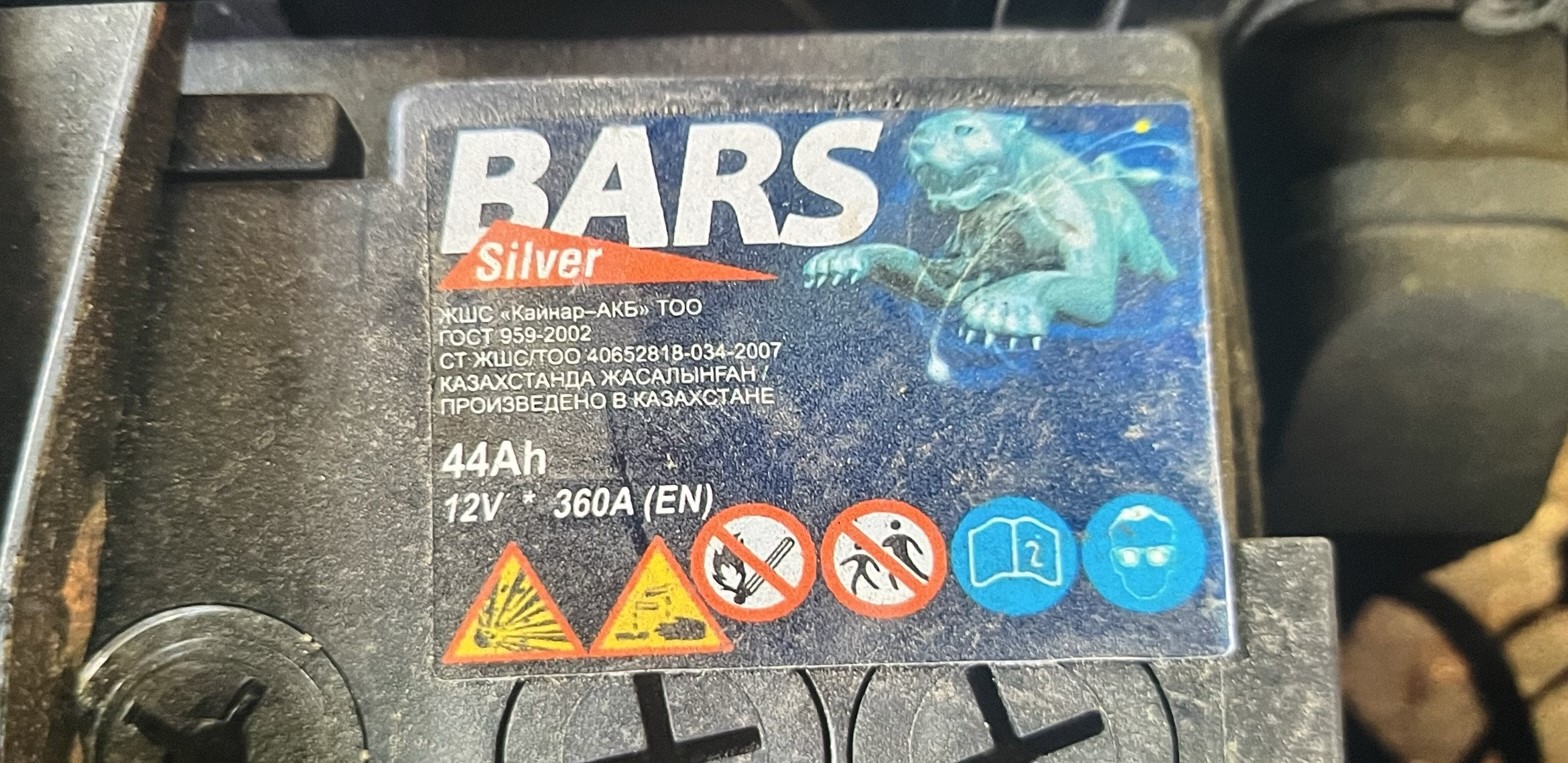 BARS
Silver
ЖШС «Кайнар–АКБ» ТОО
ГОСТ 959-2002
СТ ЖШС/ТОО 40652818-034-2007
КАЗАХСТАНДА ЖАСАЛЫНҒАН /
ПРОИЗВЕДЕНО В КАЗАХСТАНЕ
44Ah
12V * 360A (EN)
i